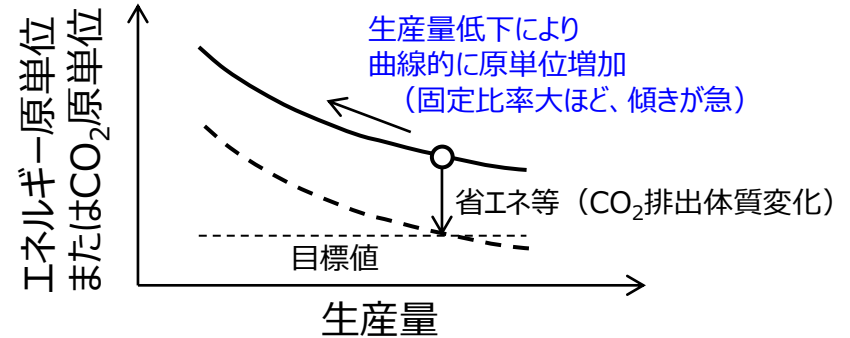 エネルギー原単位
またはCO₂原単位
生産量低下により
曲線的に原単位増加
（固定比率大ほど、傾きが急）
省エネ等（CO₂排出体質変化）
目標値
生産量